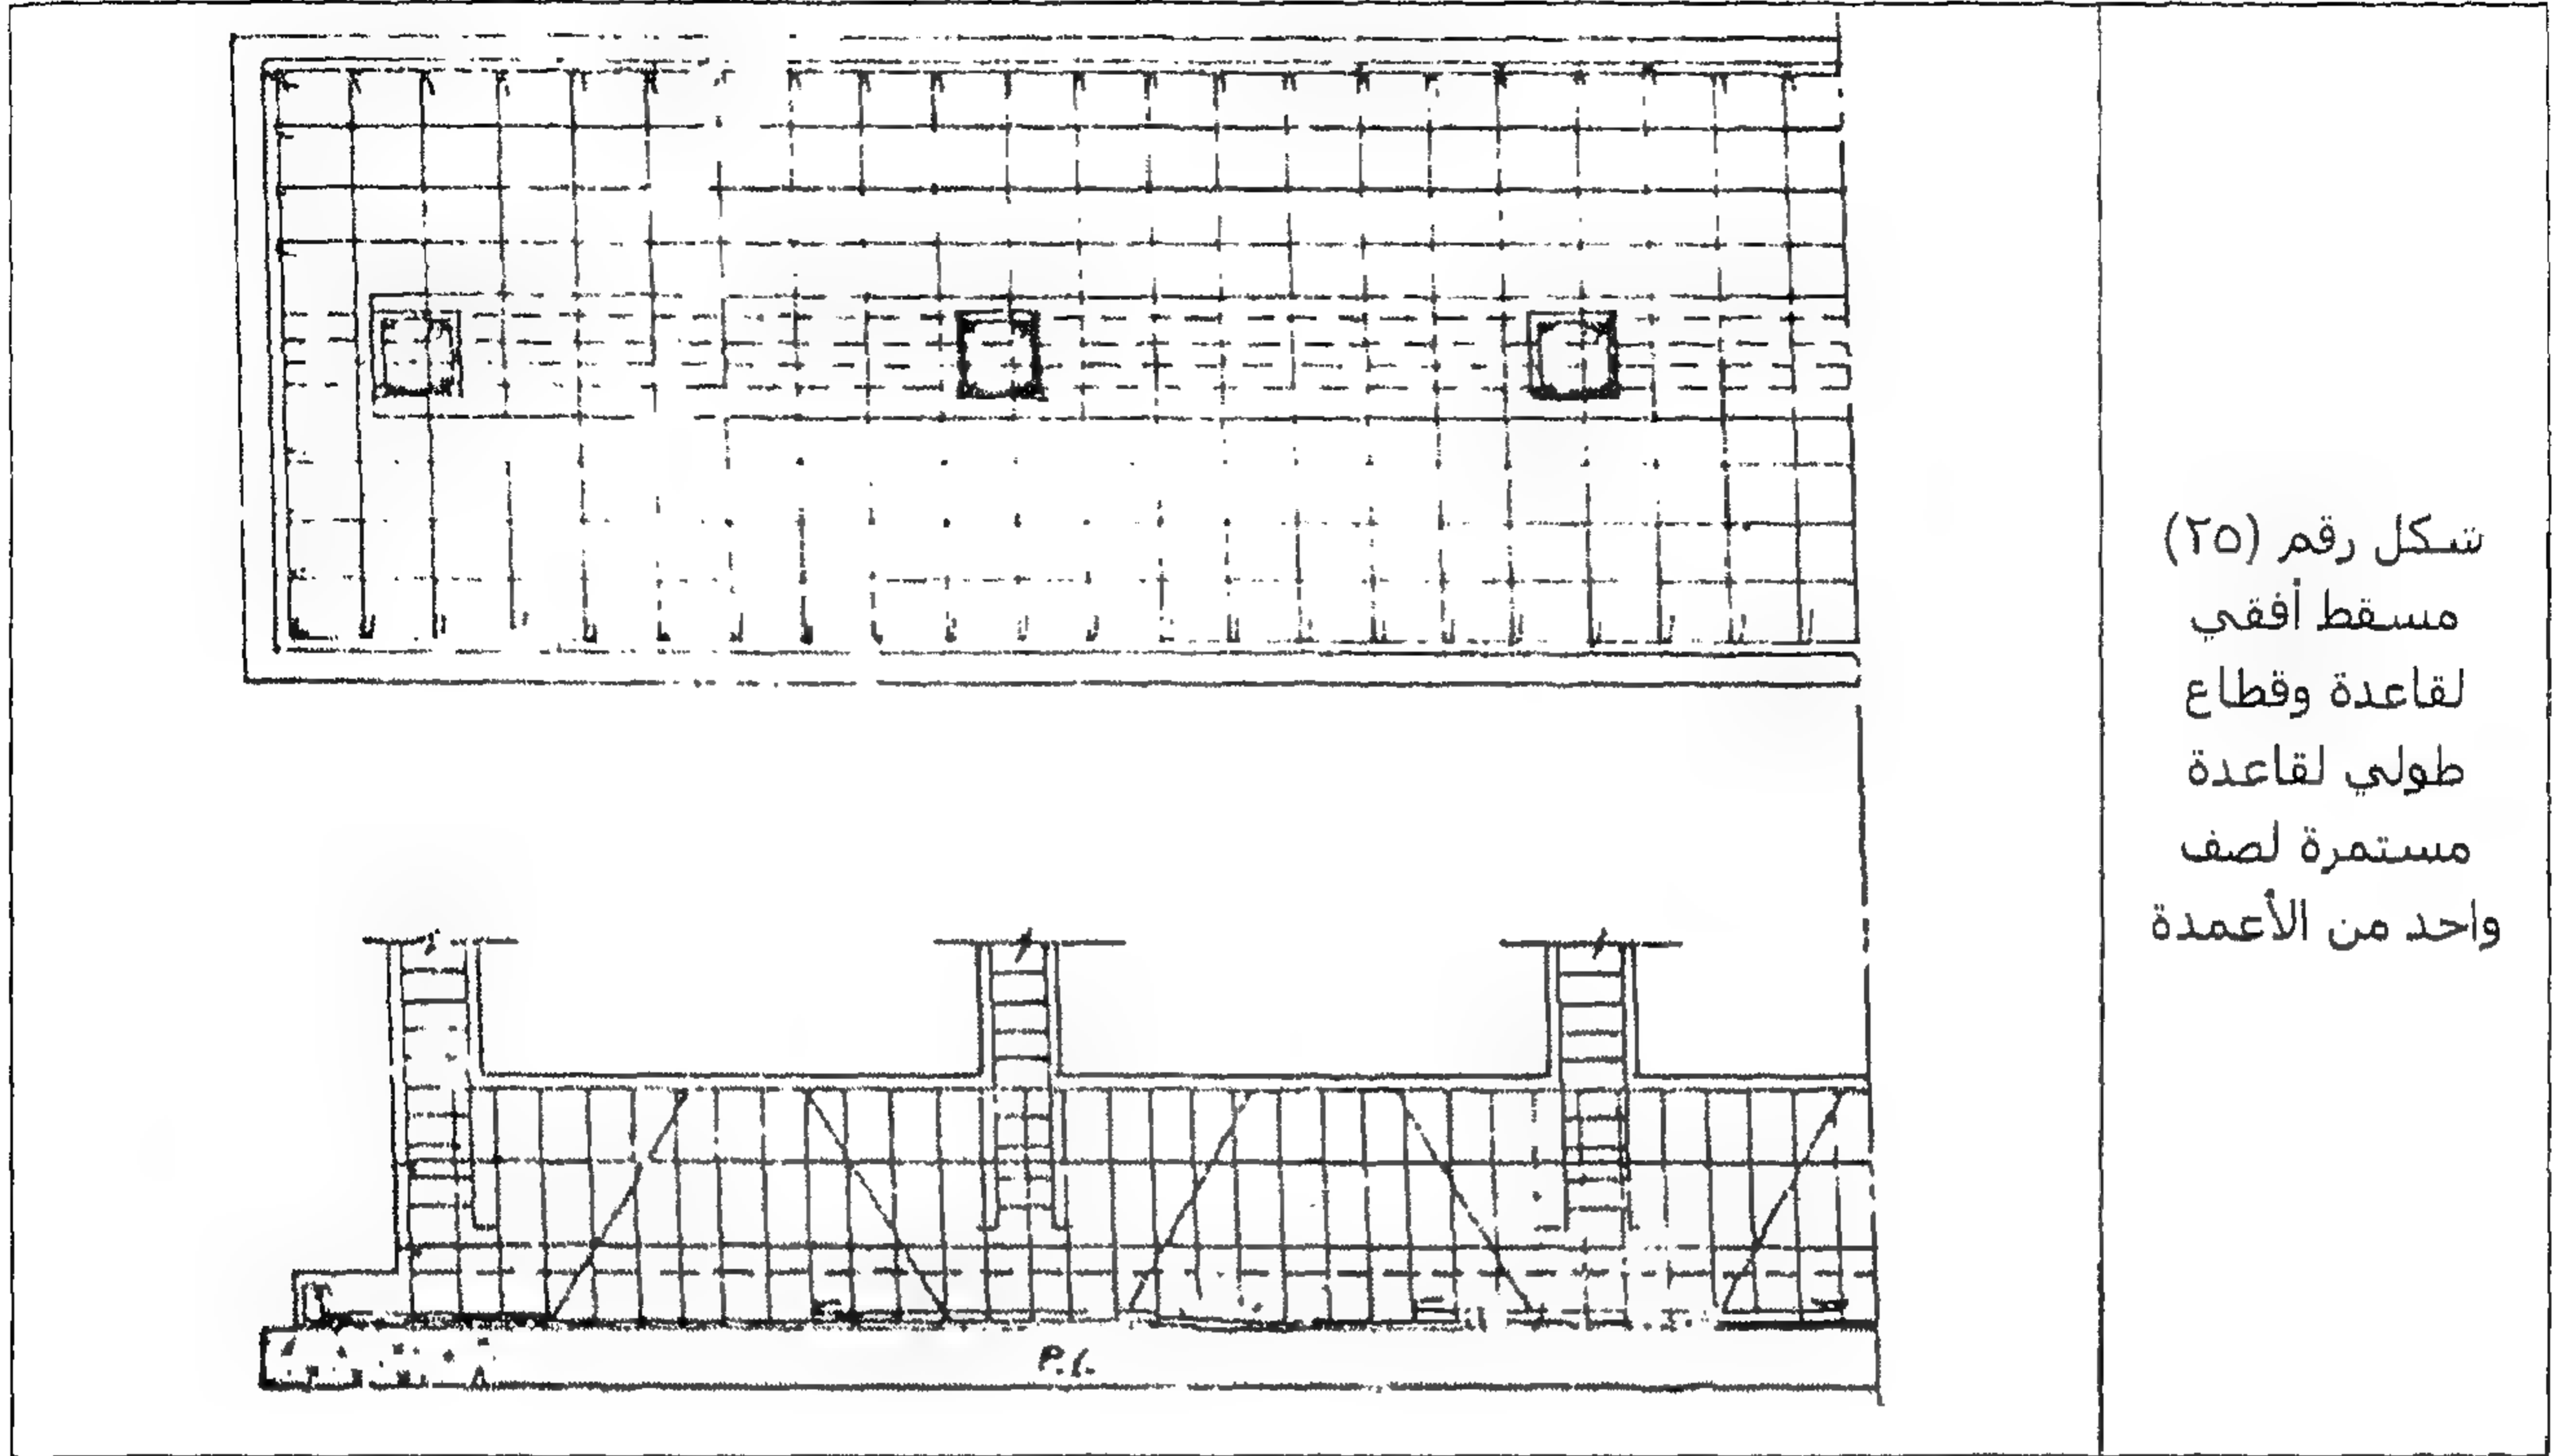 شكل رقم (٢٥)
مسقط أفقي
لقاعدة وقطاع
طولي لقاعدة
مستمرة لصف
واحد من الأعمدة